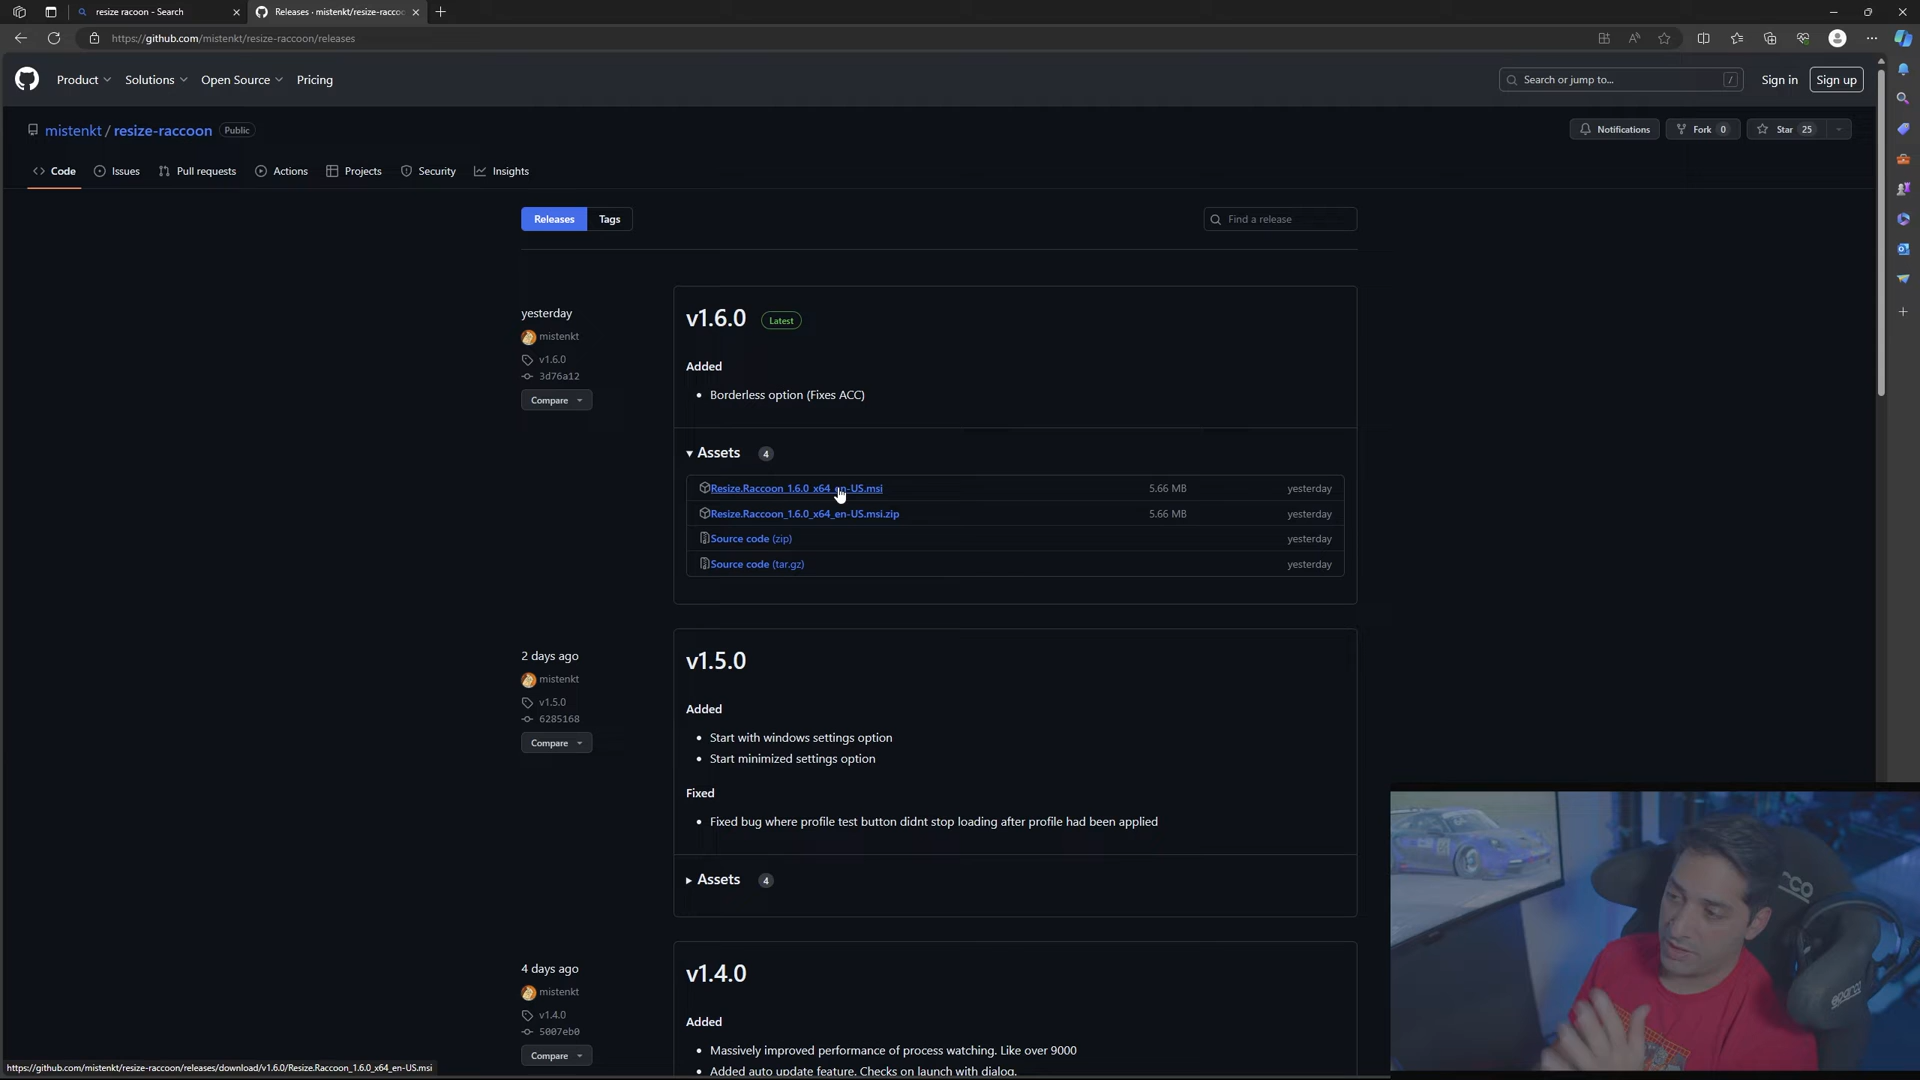 resize racoon - Search
Releases · mistenkt/resize-raccoo
https://github.com/mistenkt/resize-raccoon/releases
Product
Solutions
Open Source
Pricing
Search or jump to...
/
Sign in
Sign up
mistenkt / resize-raccoon
Public
Notifications
Fork 0
Star 25
Code
Issues
Pull requests
Actions
Projects
Security
Insights
Releases
Tags
Find a release
yesterday
mistenkt
v1.6.0
3d76a12
Compare
v1.6.0
Latest
Added
Borderless option (Fixes ACC)
Assets 4
Resize.Raccoon_1.6.0_x64_en-US.msi
5.66 MB
yesterday
Resize.Raccoon_1.6.0_x64_en-US.msi.zip
5.66 MB
yesterday
Source code (zip)
yesterday
Source code (tar.gz)
yesterday
2 days ago
mistenkt
v1.5.0
6285168
Compare
v1.5.0
Added
Start with windows settings option
Start minimized settings option
Fixed
Fixed bug where profile test button didnt stop loading after profile had been applied
Assets 4
4 days ago
mistenkt
v1.4.0
5007eb0
Compare
v1.4.0
Added
Massively improved performance of process watching. Like over 9000
Added auto update feature. Checks on launch with dialog.
https://github.com/mistenkt/resize-raccoon/releases/download/v1.6.0/Resize.Raccoon_1.6.0_x64_en-US.msi
sparco